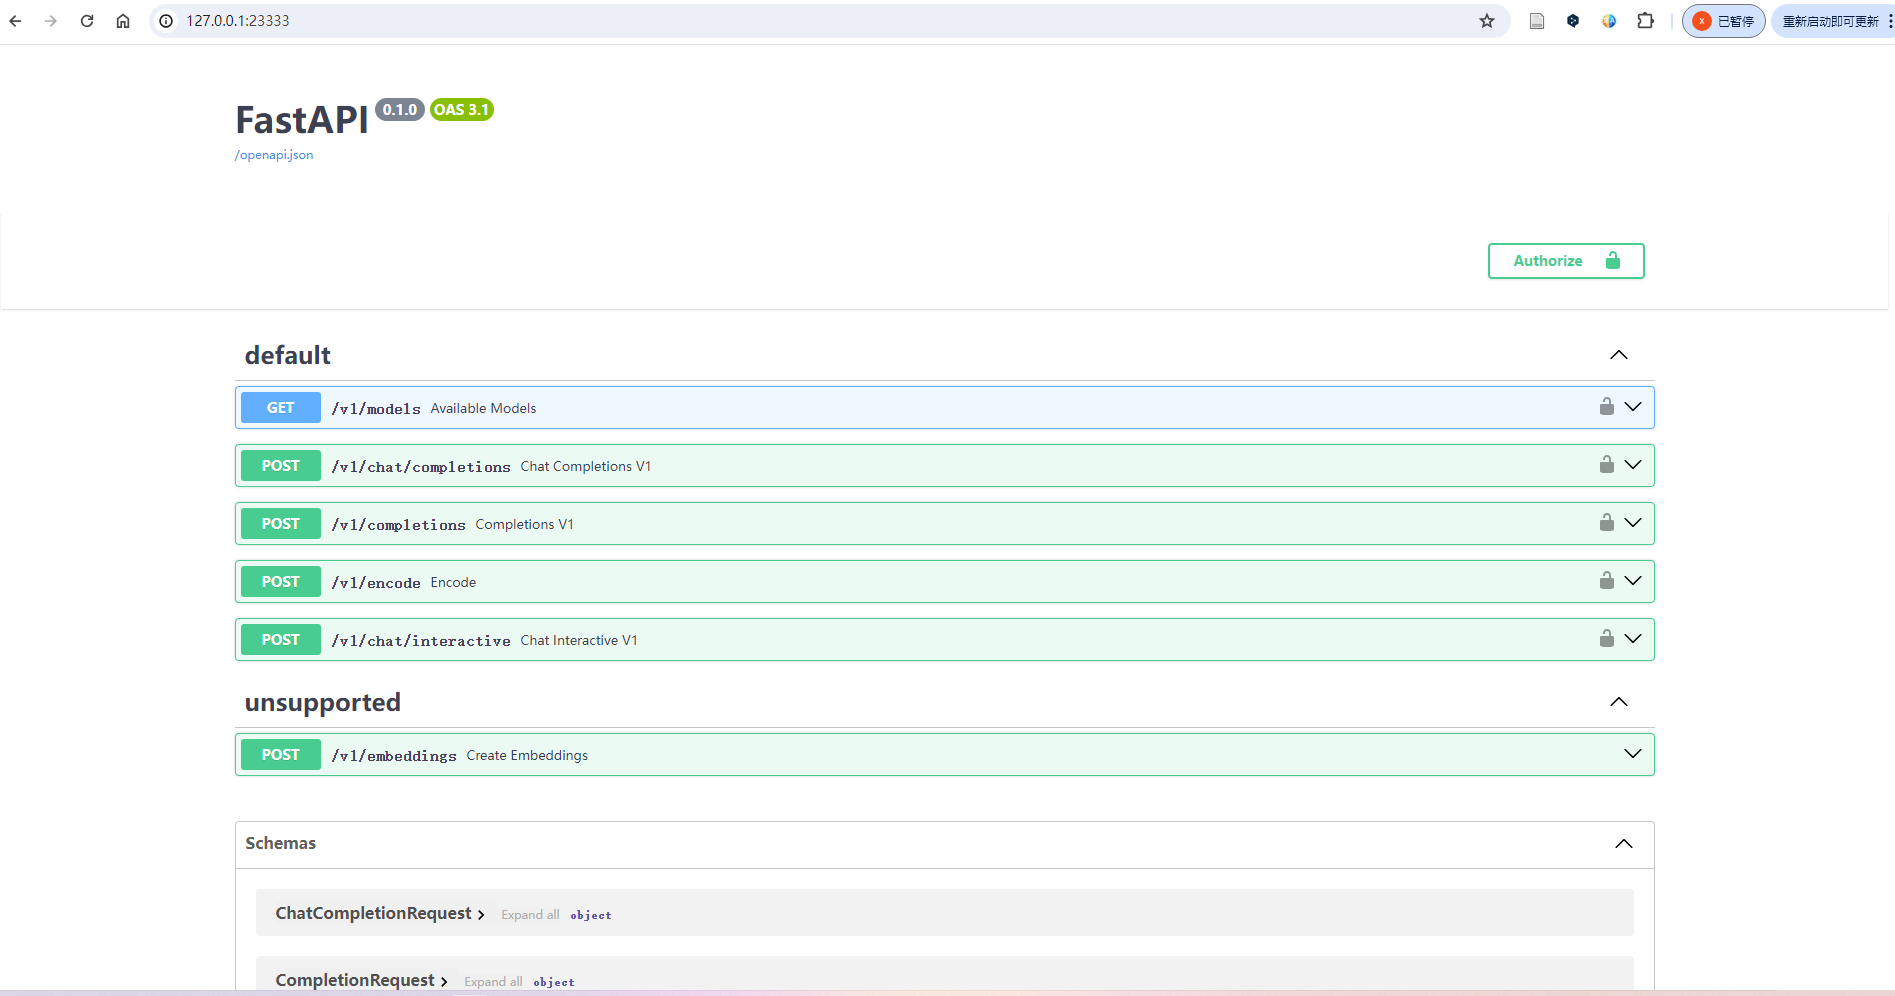 127.0.0.1:23333
已暂停
重新启动即可更新
FastAPI 0.1.0 OAS 3.1
/openapi.json
Authorize
default
GET /v1/models Available Models
POST /v1/chat/completions Chat Completions V1
POST /v1/completions Completions V1
POST /v1/encode Encode
POST /v1/chat/interactive Chat Interactive V1
unsupported
POST /v1/embeddings Create Embeddings
Schemas
ChatCompletionRequest Expand all object
CompletionRequest Expand all object